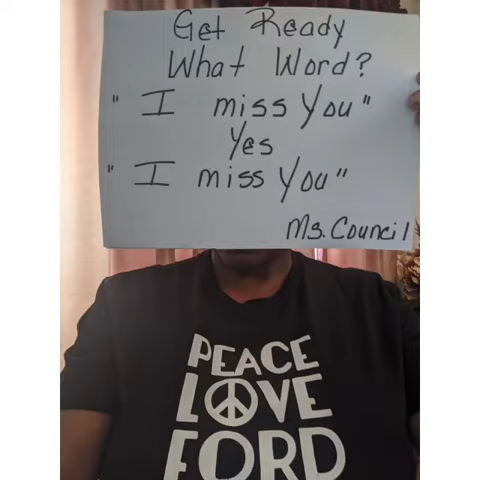 Get Ready
What Word?
" I miss You"
Yes
" I miss You"
Ms. Council
PEACE
LOVE
FORD